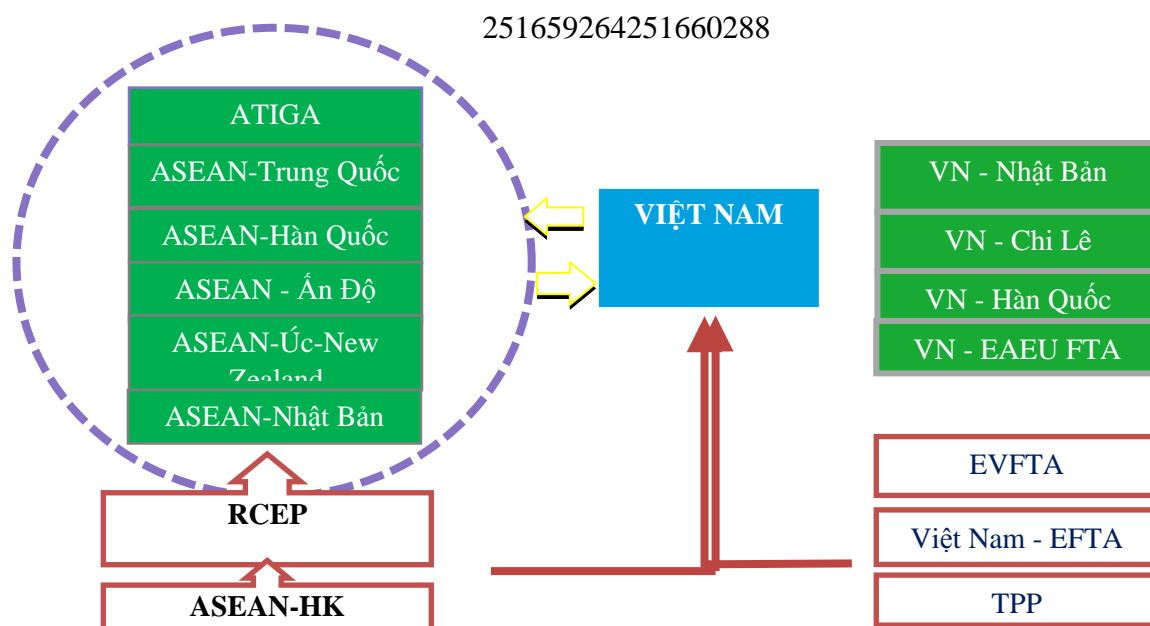 251659264251660288
ATIGA
ASEAN-Trung Quốc
ASEAN-Hàn Quốc
ASEAN - Ấn Độ
ASEAN-Úc-New
Zealand
ASEAN-Nhật Bản
RCEP
ASEAN-HK
VIỆT NAM
VN - Nhật Bản
VN - Chi Lê
VN - Hàn Quốc
VN - EAEU FTA
EVFTA
Việt Nam - EFTA
TPP